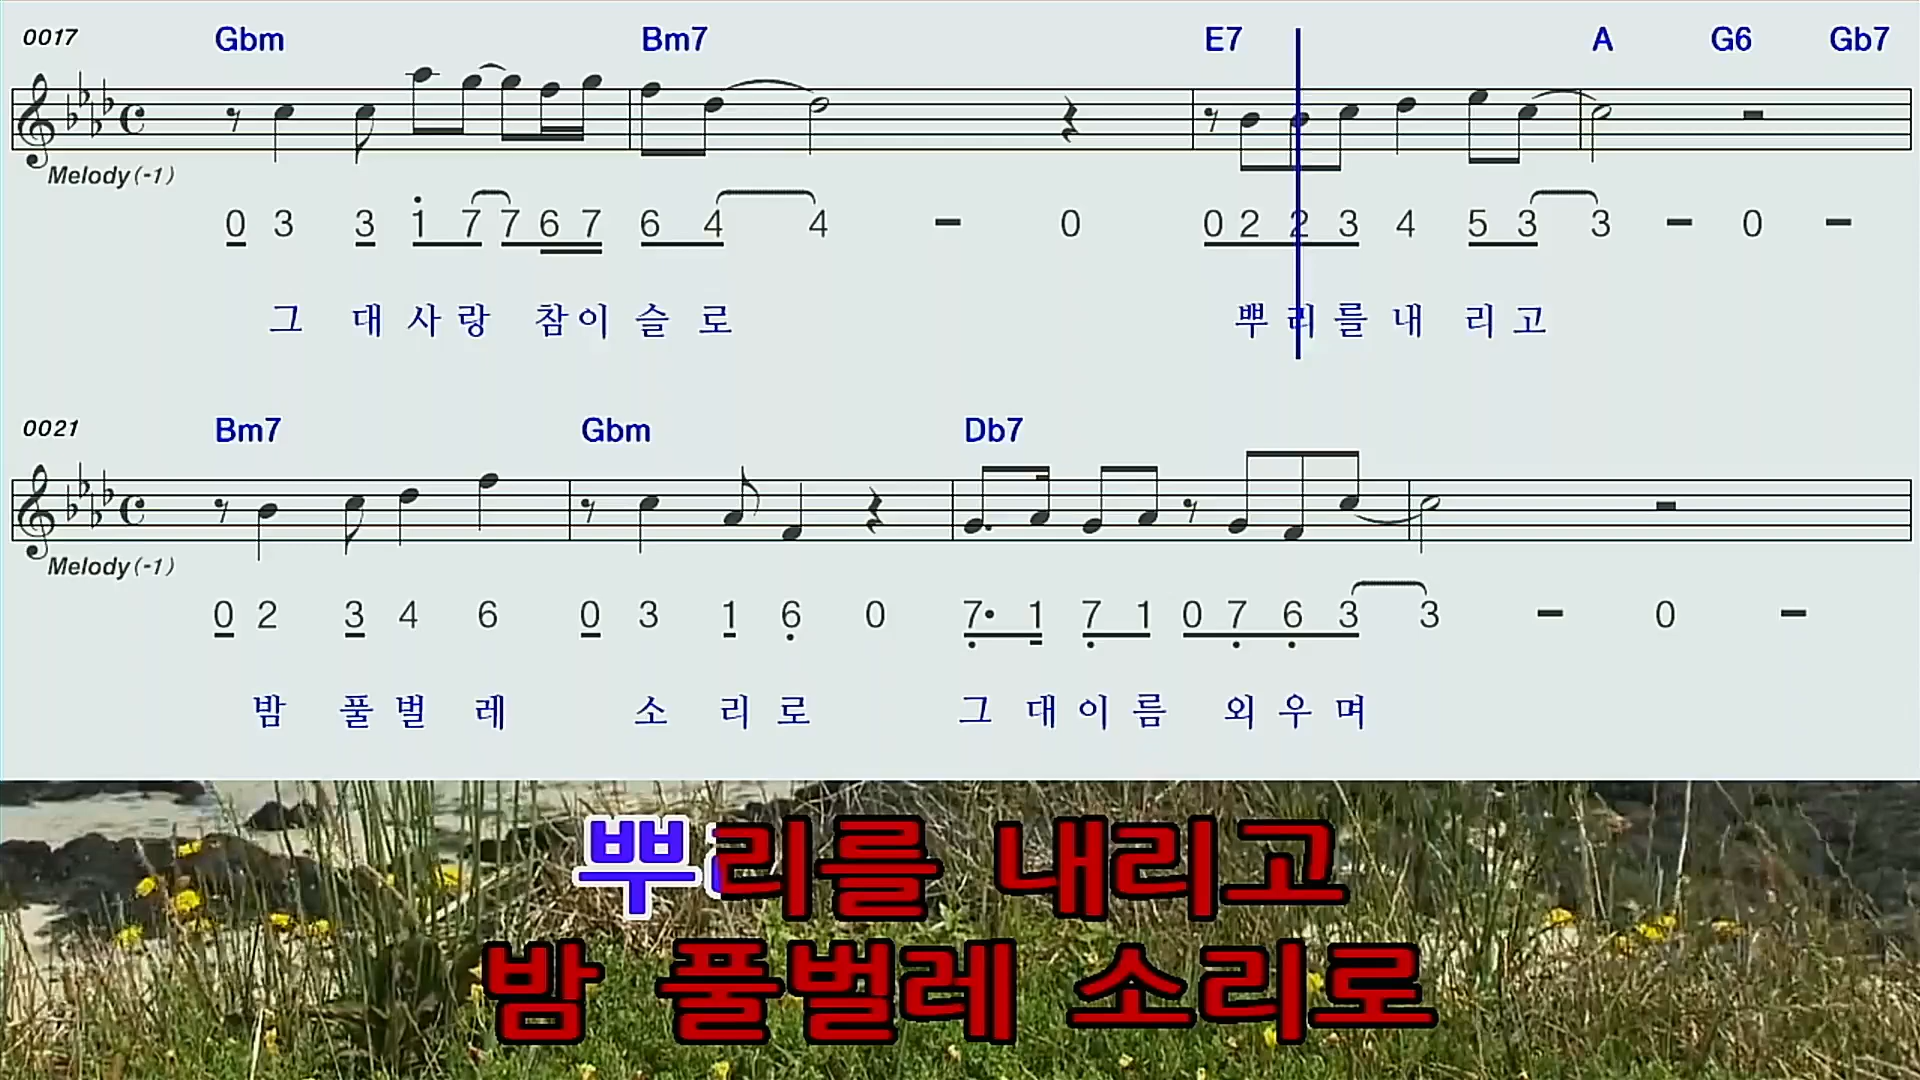 0017 Gbm Bm7 E7 A G6 Gb7
Melody(-1)
0 3 3 1 7 7 6 7 6 4 4 - 0 0 2 2 3 4 5 3 3 - 0 -
그 대 사 랑 참 이 슬 로 뿌 리 를 내 리 고
0021 Bm7 Gbm Db7
Melody(-1)
0 2 3 4 6 0 3 1 6 0 7· 1 7 1 0 7 6 3 3 - 0 -
밤 풀 벌 레 소 리 로 그 대 이 름 외 우 며
뿌리를 내리고
밤 풀벌레 소리로